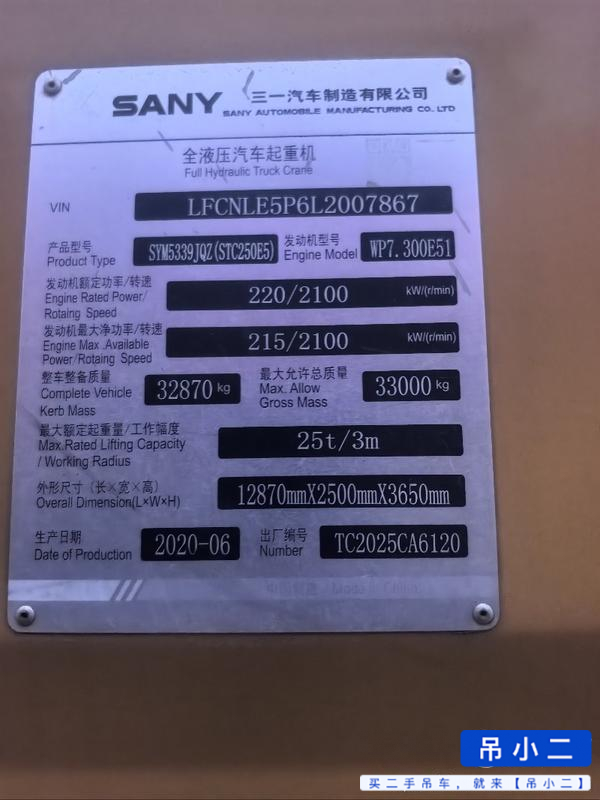 SANY 三一汽车制造有限公司
SANY AUTOMOBILE MANUFACTURING CO. LTD
全液压汽车起重机
Full Hydraulic Truck Crane
VIN LFCNLE5P6L2007867
产品型号 Product Type SYM5339JQZ(STC250E5) 发动机型号 Engine Model WP7.300E51
发动机额定功率/转速
Engine Rated Power/
Rotaing Speed
220/2100 kW/(r/min)
发动机最大净功率/转速
Engine Max .Available
Power/Rotaing Speed
215/2100 kW/(r/min)
整车整备质量
Complete Vehicle
Kerb Mass
32870 kg
最大允许总质量
Max. Allow
Gross Mass
33000 kg
最大额定起重量/工作幅度
Max.Rated Lifting Capacity
/ Working Radius
25t/3m
外形尺寸（长×宽×高）
Overall Dimension(L×W×H)
12870mmX2500mmX3650mm
生产日期
Date of Production
2020-06
出厂编号
Number
TC2025CA6120
中国制造 / Made in China
吊小二
买二手吊车，就来【吊小二】